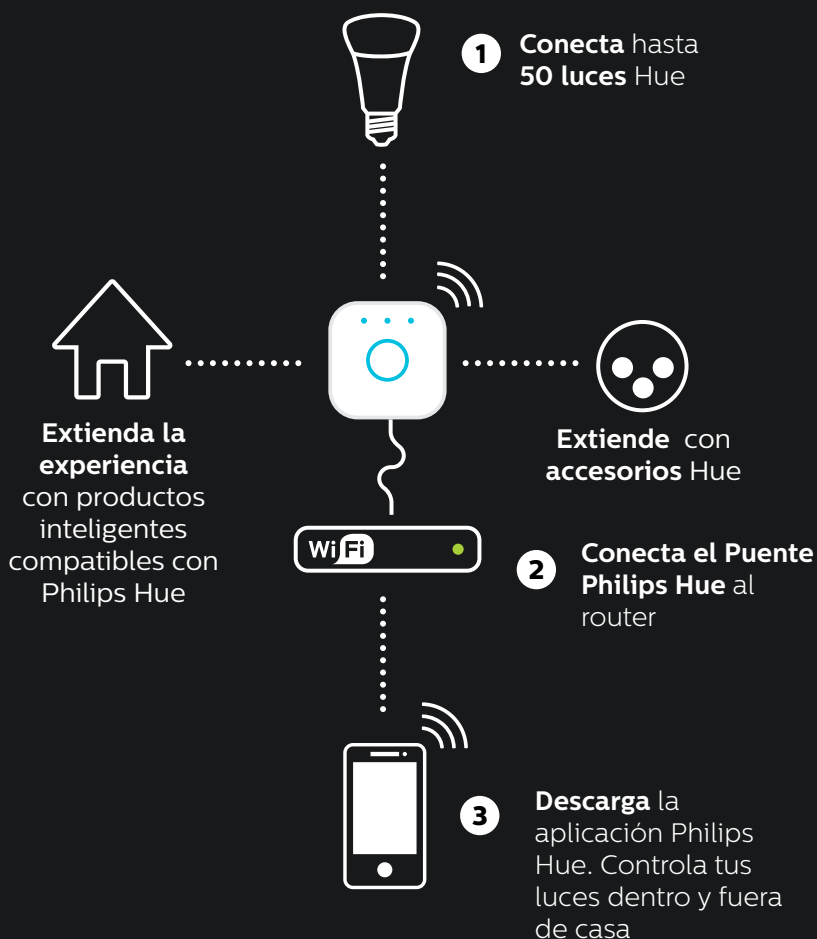 1
Conecta hasta
50 luces Hue
Extienda la
experiencia
con productos
inteligentes
compatibles con
Philips Hue
Extiende con
accesorios Hue
WiFi
2
Conecta el Puente
Philips Hue al
router
3
Descarga la
aplicación Philips
Hue. Controla tus
luces dentro y fuera
de casa